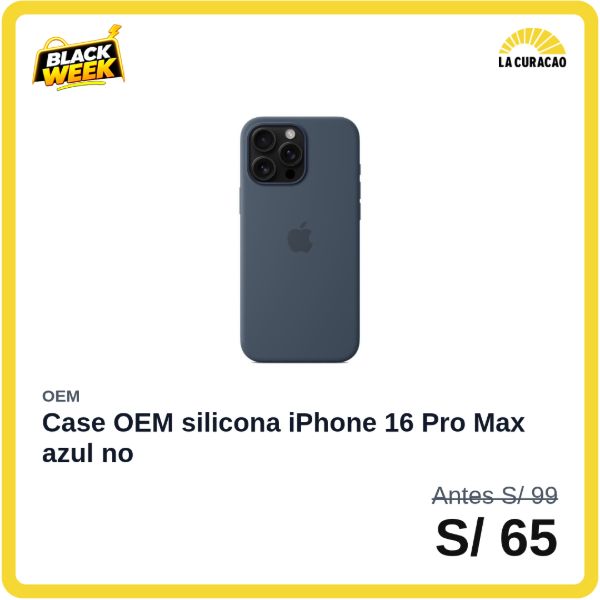 BLACK
WEEK
LA CURACAO
OEM
Case OEM silicona iPhone 16 Pro Max
azul no
Antes S/ 99
S/ 65